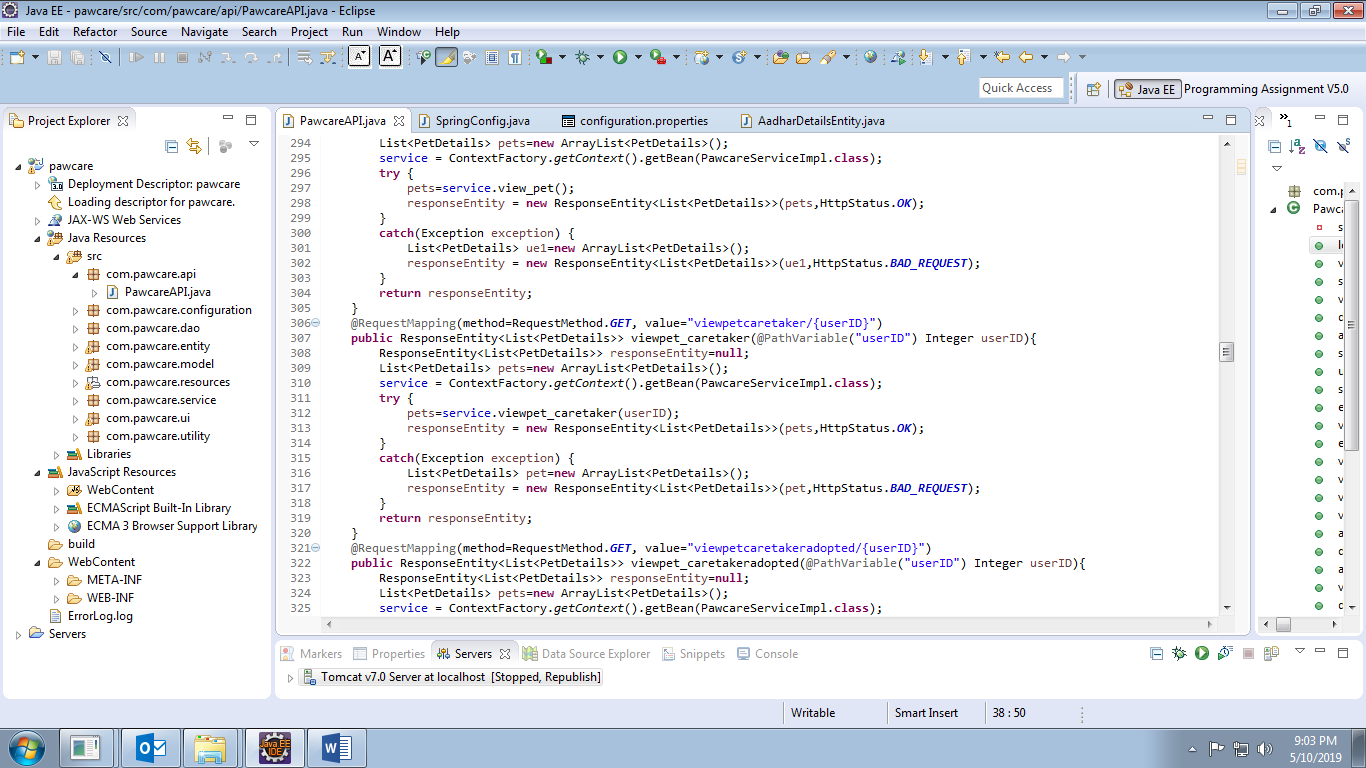 Java EE - pawcare/src/com/pawcare/api/PawcareAPI.java - Eclipse
File Edit Refactor Source Navigate Search Project Run Window Help
Quick Access
Java EE
Programming Assignment V5.0
Project Explorer
pawcare
Deployment Descriptor: pawcare
Loading descriptor for pawcare.
JAX-WS Web Services
Java Resources
src
com.pawcare.api
PawcareAPI.java
com.pawcare.configuration
com.pawcare.dao
com.pawcare.entity
com.pawcare.model
com.pawcare.resources
com.pawcare.service
com.pawcare.ui
com.pawcare.utility
Libraries
JavaScript Resources
WebContent
ECMAScript Built-In Library
ECMA 3 Browser Support Library
build
WebContent
META-INF
WEB-INF
ErrorLog.log
Servers
PawcareAPI.java SpringConfig.java configuration.properties AadharDetailsEntity.java
294 List<PetDetails> pets=new ArrayList<PetDetails>();
295 service = ContextFactory.getContext().getBean(PawcareServiceImpl.class);
296 try {
297 pets=service.view_pet();
298 responseEntity = new ResponseEntity<List<PetDetails>>(pets,HttpStatus.OK);
299 }
300 catch(Exception exception) {
301 List<PetDetails> ue1=new ArrayList<PetDetails>();
302 responseEntity = new ResponseEntity<List<PetDetails>>(ue1,HttpStatus.BAD_REQUEST);
303 }
304 return responseEntity;
305 }
306 @RequestMapping(method=RequestMethod.GET, value="viewpetcaretaker/{userID}")
307 public ResponseEntity<List<PetDetails>> viewpet_caretaker(@PathVariable("userID") Integer userID){
308 ResponseEntity<List<PetDetails>> responseEntity=null;
309 List<PetDetails> pets=new ArrayList<PetDetails>();
310 service = ContextFactory.getContext().getBean(PawcareServiceImpl.class);
311 try {
312 pets=service.viewpet_caretaker(userID);
313 responseEntity = new ResponseEntity<List<PetDetails>>(pets,HttpStatus.OK);
314 }
315 catch(Exception exception) {
316 List<PetDetails> pet=new ArrayList<PetDetails>();
317 responseEntity = new ResponseEntity<List<PetDetails>>(pet,HttpStatus.BAD_REQUEST);
318 }
319 return responseEntity;
320 }
321 @RequestMapping(method=RequestMethod.GET, value="viewpetcaretakeradopted/{userID}")
322 public ResponseEntity<List<PetDetails>> viewpet_caretakeradopted(@PathVariable("userID") Integer userID){
323 ResponseEntity<List<PetDetails>> responseEntity=null;
324 List<PetDetails> pets=new ArrayList<PetDetails>();
325 service = ContextFactory.getContext().getBean(PawcareServiceImpl.class);
com.p
Pawca
Markers Properties Servers Data Source Explorer Snippets Console
Tomcat v7.0 Server at localhost [Stopped, Republish]
Writable Smart Insert 38 : 50
Java EE
IDE
9:03 PM
5/10/2019